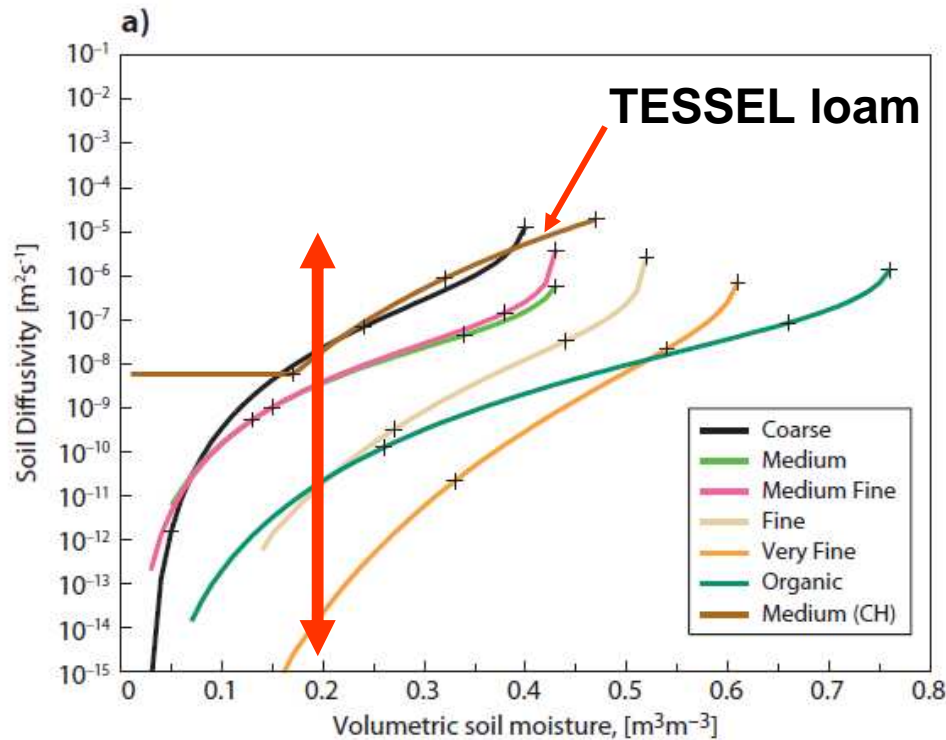 a)
TESSEL loam
Soil Diffusivity [m²s⁻¹]
10⁻¹
10⁻²
10⁻³
10⁻⁴
10⁻⁵
10⁻⁶
10⁻⁷
10⁻⁸
10⁻⁹
10⁻¹⁰
10⁻¹¹
10⁻¹²
10⁻¹³
10⁻¹⁴
10⁻¹⁵
Coarse
Medium
Medium Fine
Fine
Very Fine
Organic
Medium (CH)
0 0.1 0.2 0.3 0.4 0.5 0.6 0.7 0.8
Volumetric soil moisture, [m³m⁻³]